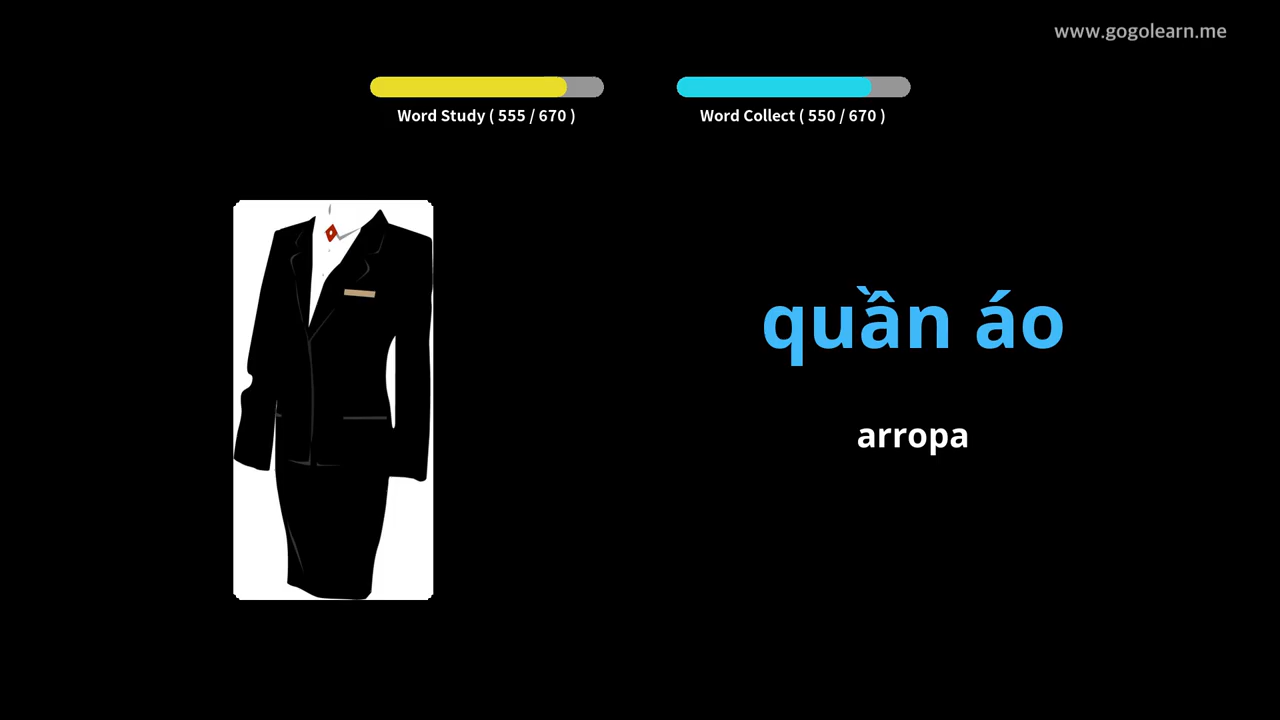 www.gogolearn.me
Word Study ( 555 / 670 )
Word Collect ( 550 / 670 )
quần áo
arropa